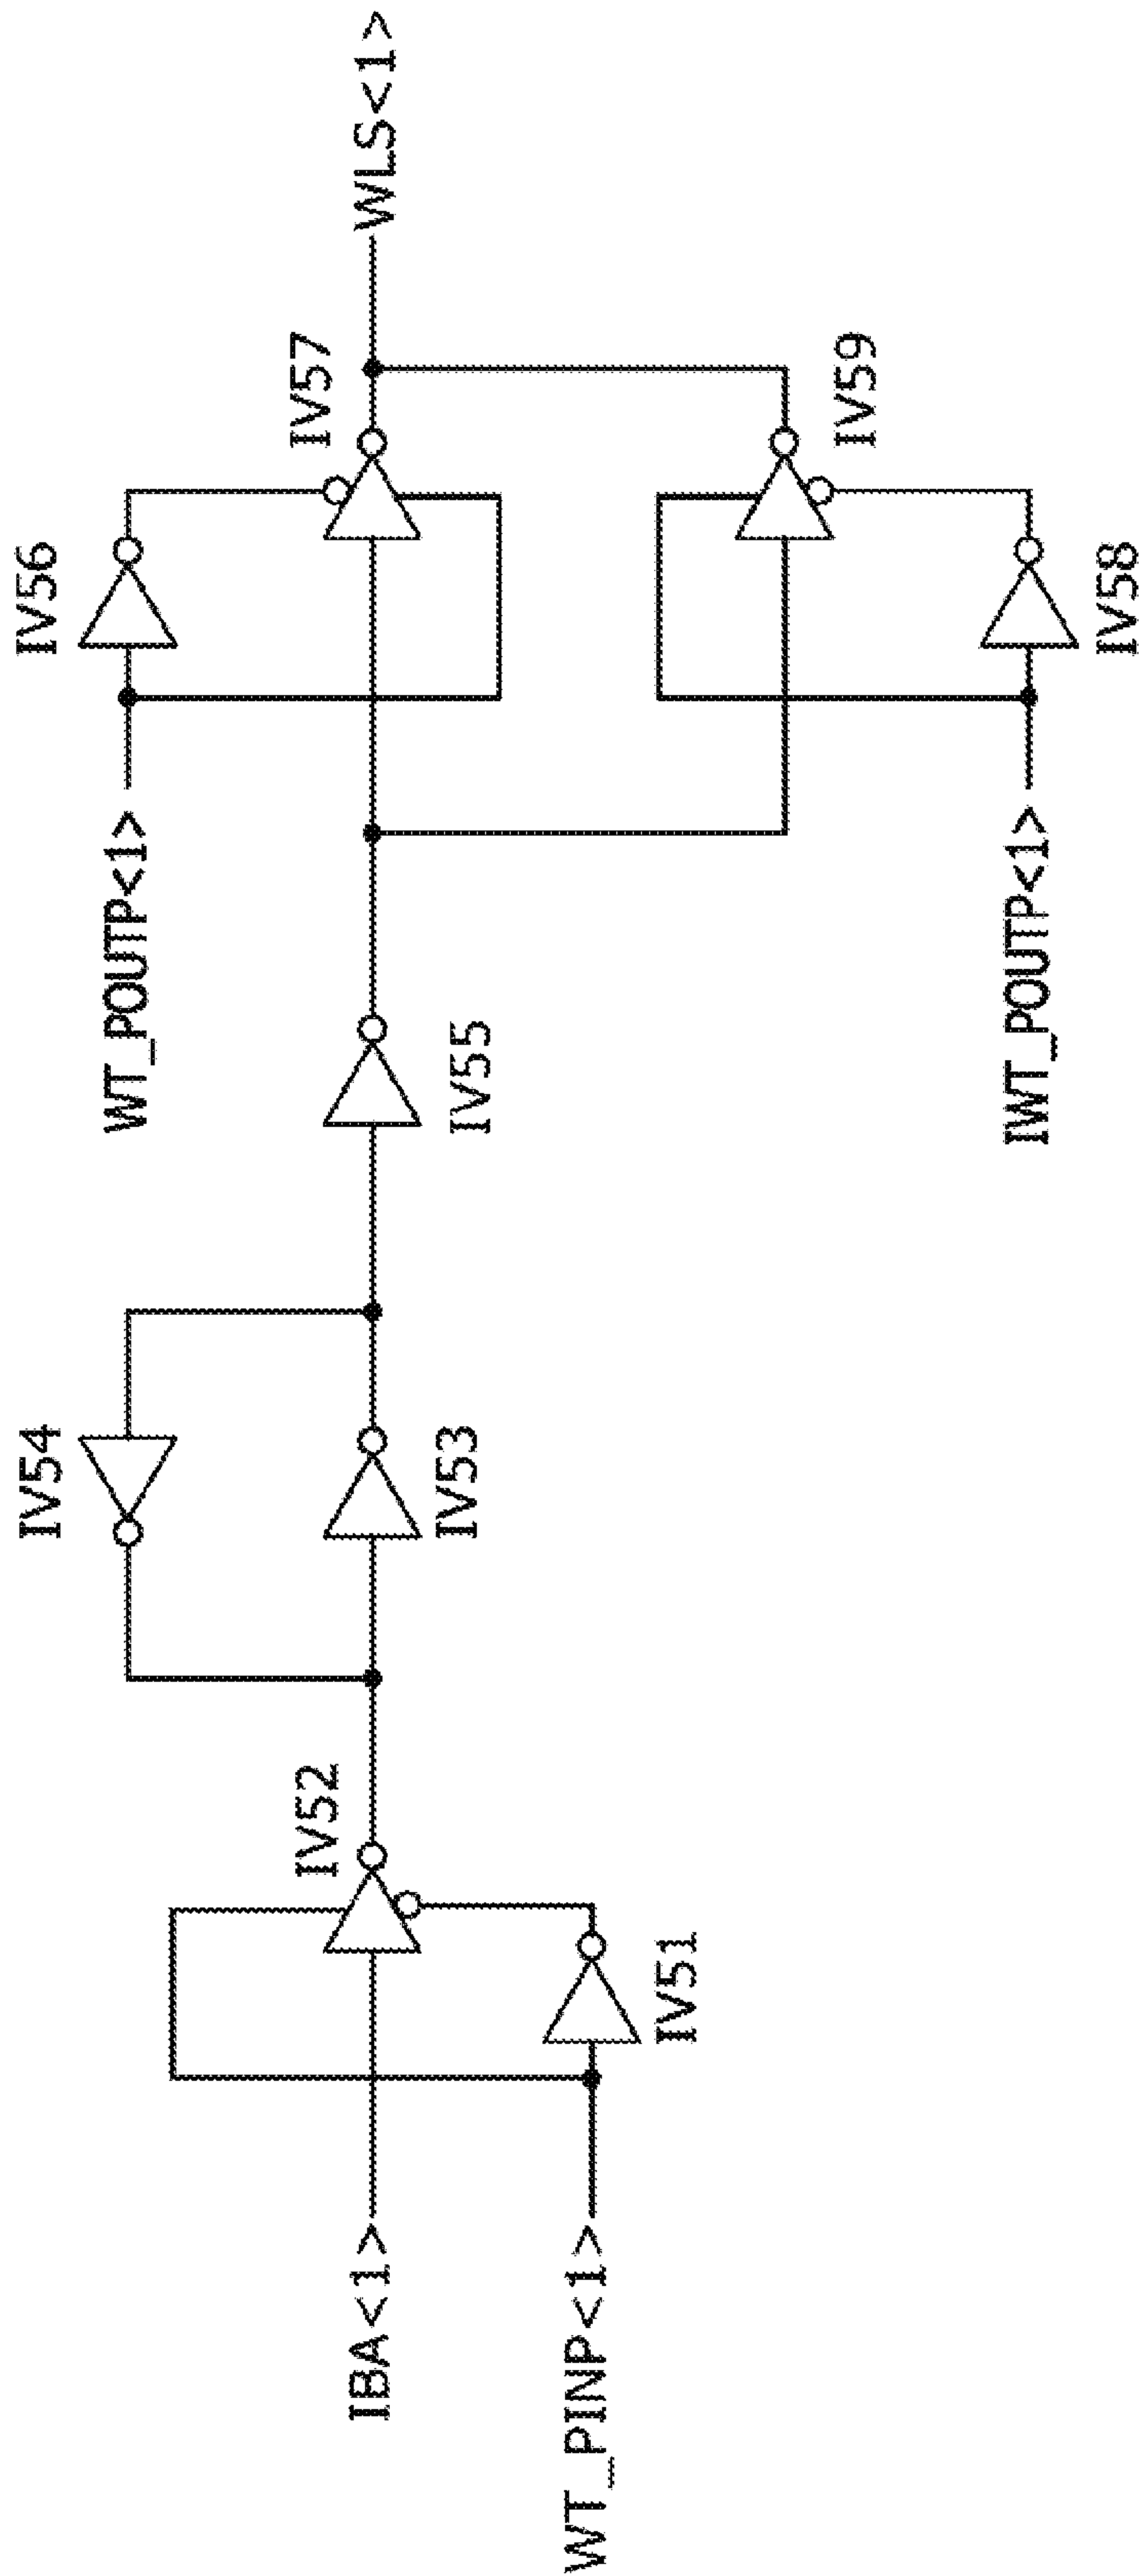 IV54
IV56
WT_POUTP<1>
IBA<1>
IV52
IV53
IV55
IV57
WLS<1>
WT_PINP<1>
IV51
IV59
IWT_POUTP<1>
IV58